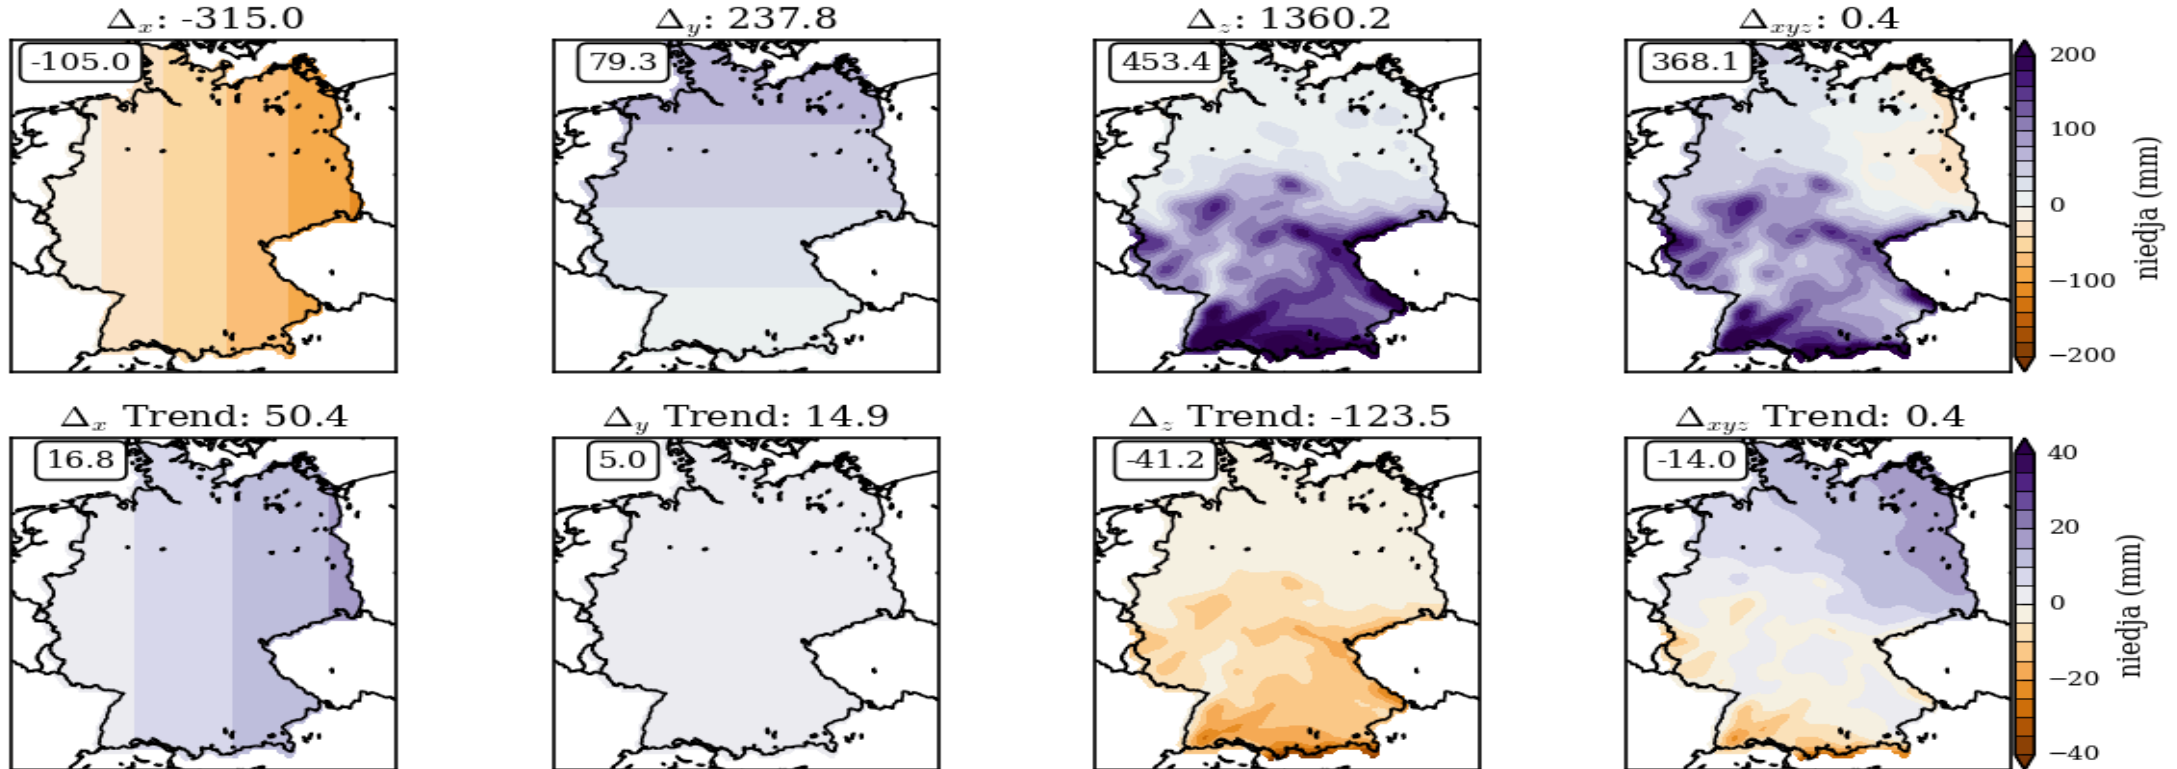 Δx: -315.0
Δy: 237.8
Δz: 1360.2
Δxyz: 0.4
-105.0
79.3
453.4
368.1
200
100
0
−100
−200
niedja (mm)
Δx Trend: 50.4
Δy Trend: 14.9
Δz Trend: -123.5
Δxyz Trend: 0.4
16.8
5.0
-41.2
-14.0
40
20
0
−20
−40
niedja (mm)